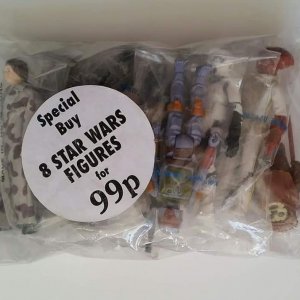 Special
Buy
8 STAR WARS
FIGURES
for
99p